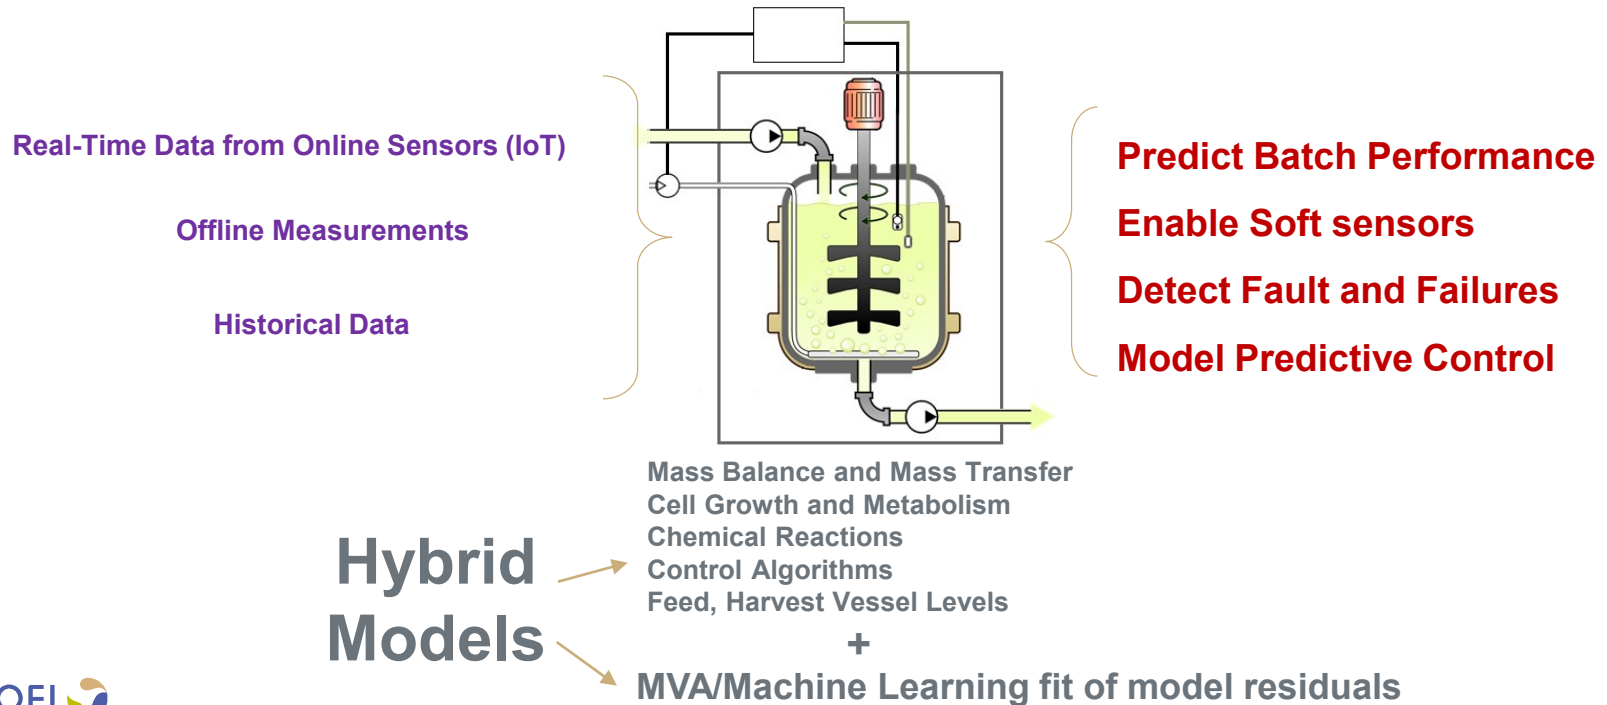 Real-Time Data from Online Sensors (IoT)
Offline Measurements
Historical Data
Predict Batch Performance
Enable Soft sensors
Detect Fault and Failures
Model Predictive Control
Mass Balance and Mass Transfer
Cell Growth and Metabolism
Chemical Reactions
Control Algorithms
Feed, Harvest Vessel Levels
Hybrid
Models
+
MVA/Machine Learning fit of model residuals